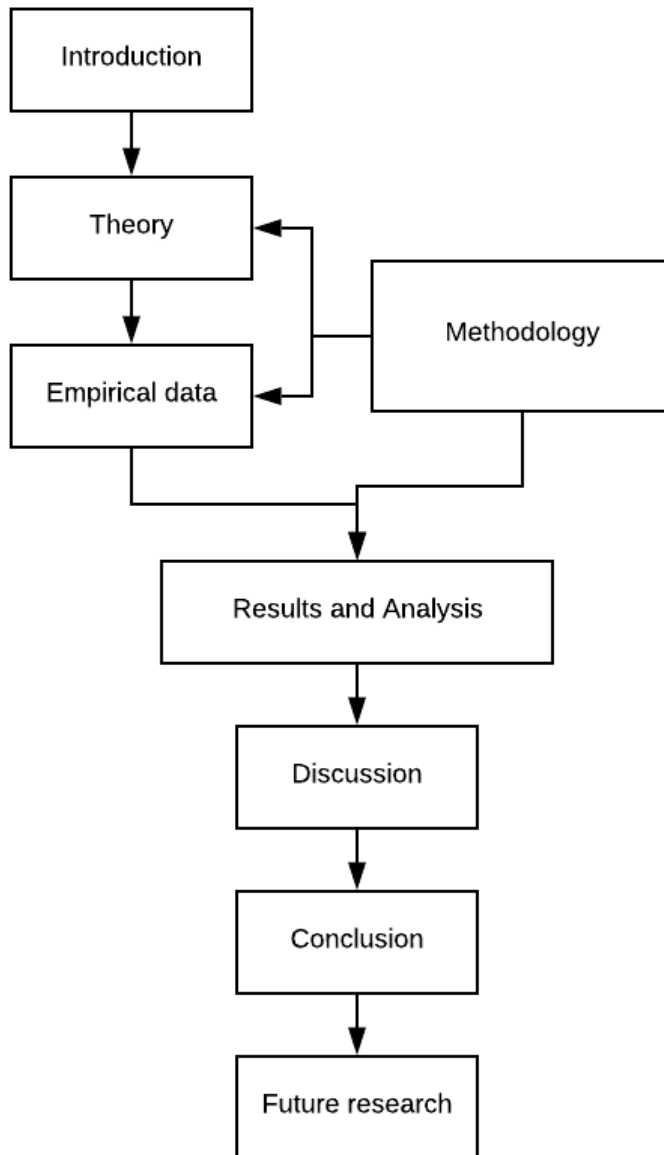 Introduction
Theory
Methodology
Empirical data
Results and Analysis
Discussion
Conclusion
Future research